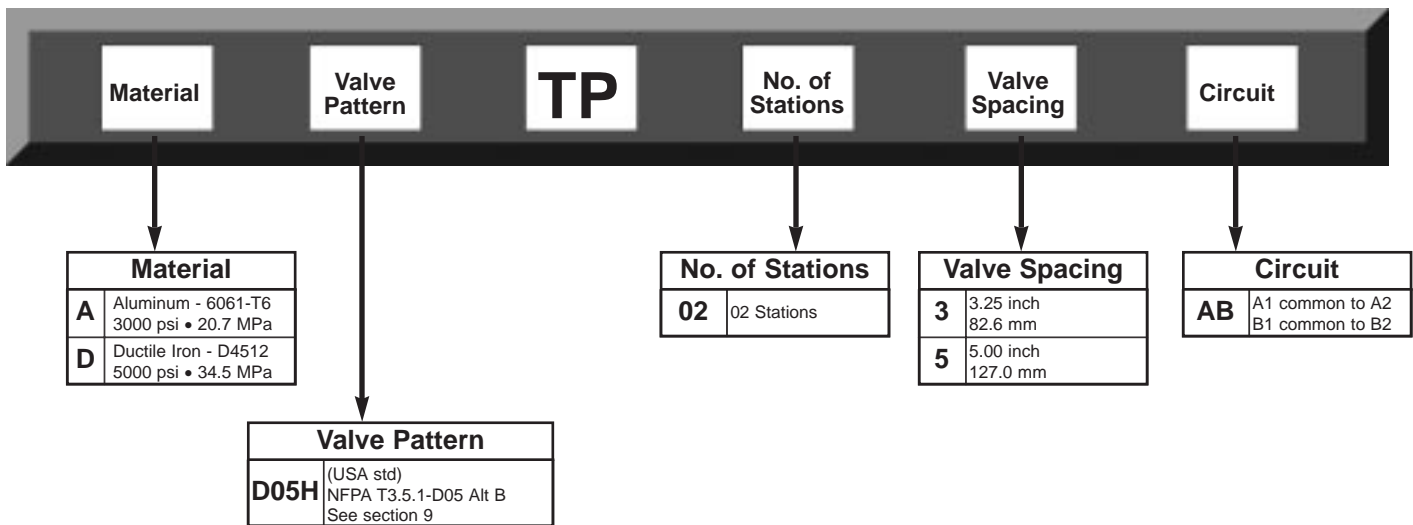 Material
Valve
Pattern
TP
No. of
Stations
Valve
Spacing
Circuit
Material
A
Aluminum - 6061-T6
3000 psi • 20.7 MPa
D
Ductile Iron - D4512
5000 psi • 34.5 MPa
No. of Stations
02
02 Stations
Valve Spacing
3
3.25 inch
82.6 mm
5
5.00 inch
127.0 mm
Circuit
AB
A1 common to A2
B1 common to B2
Valve Pattern
D05H
(USA std)
NFPA T3.5.1-D05 Alt B
See section 9